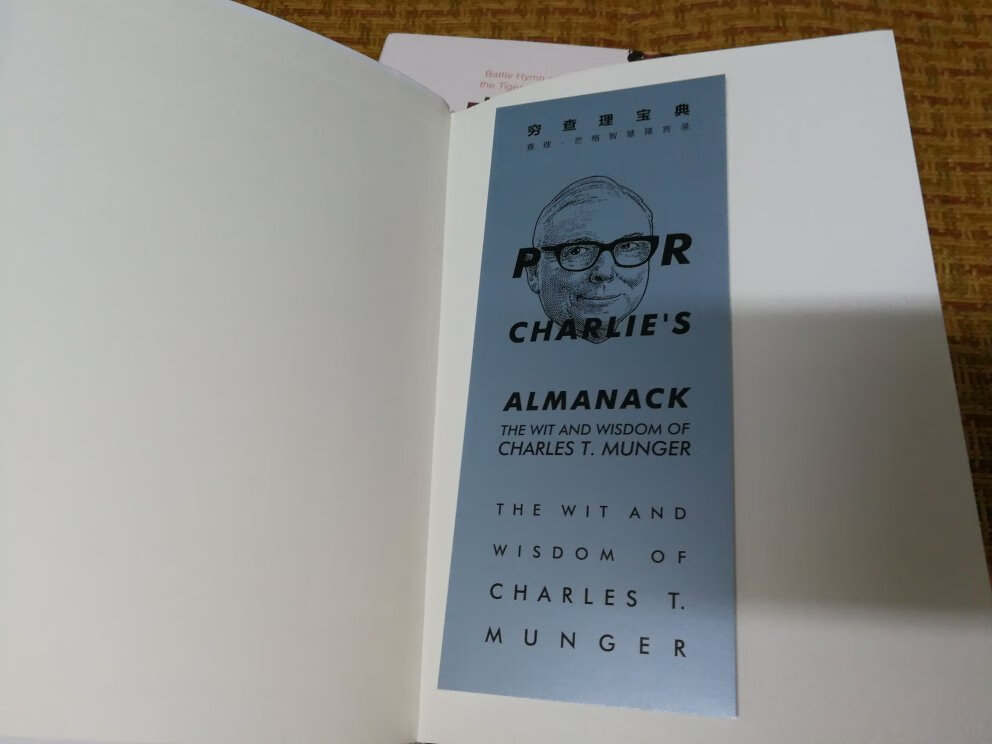 Battle Hymn
the Tige
穷查理宝典
查理·芒格智慧箴言录
POOR
CHARLIE'S
ALMANACK
THE WIT AND WISDOM OF
CHARLES T. MUNGER
THE WIT AND
WISDOM OF
CHARLES T.
MUNGER